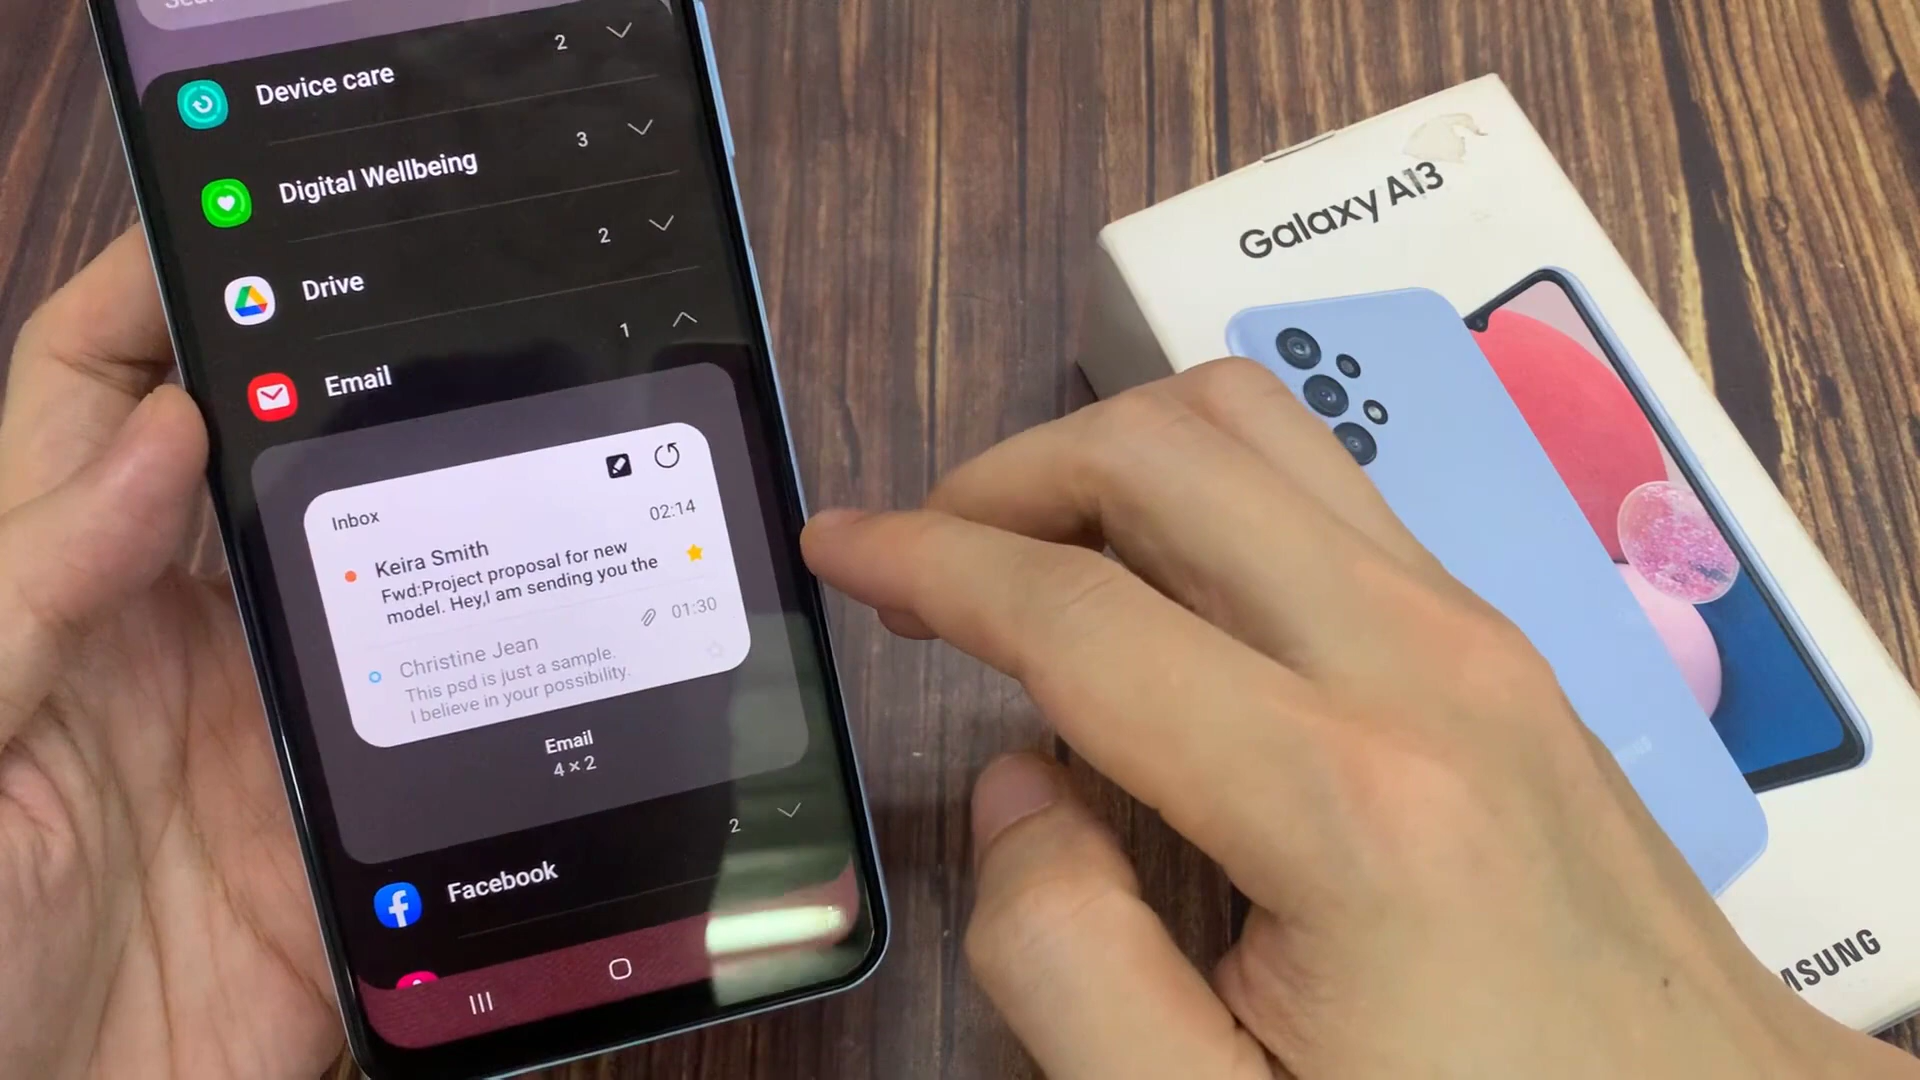 Device care
2
Digital Wellbeing
3
Drive
2
Email
1
Inbox
02:14
Keira Smith
Fwd:Project proposal for new
model. Hey,I am sending you the
01:30
Christine Jean
This psd is just a sample.
I believe in your possibility.
Email
4 × 2
Facebook
2
Galaxy A13